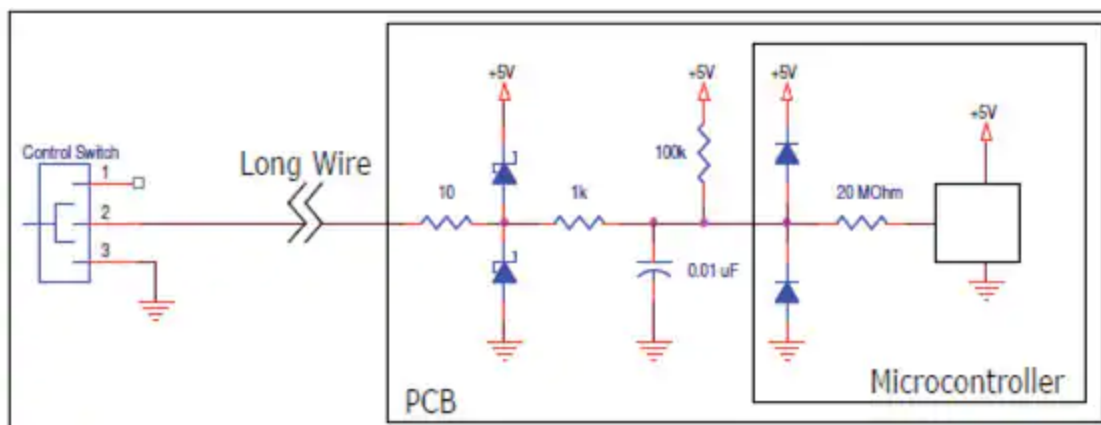 +5V
+5V
+5V
+5V
Control Switch
1
Long Wire
10
1k
100k
20 MOhm
2
3
0.01 uF
Microcontroller
PCB